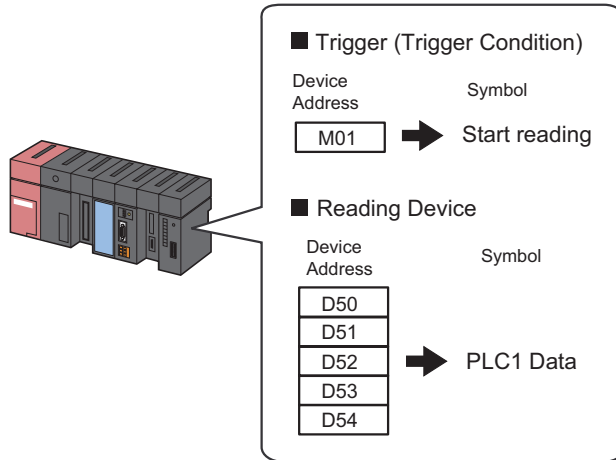 ■ Trigger (Trigger Condition)
Device
Address
Symbol
M01
Start reading
■ Reading Device
Device
Address
Symbol
D50
D51
D52
D53
D54
PLC1 Data